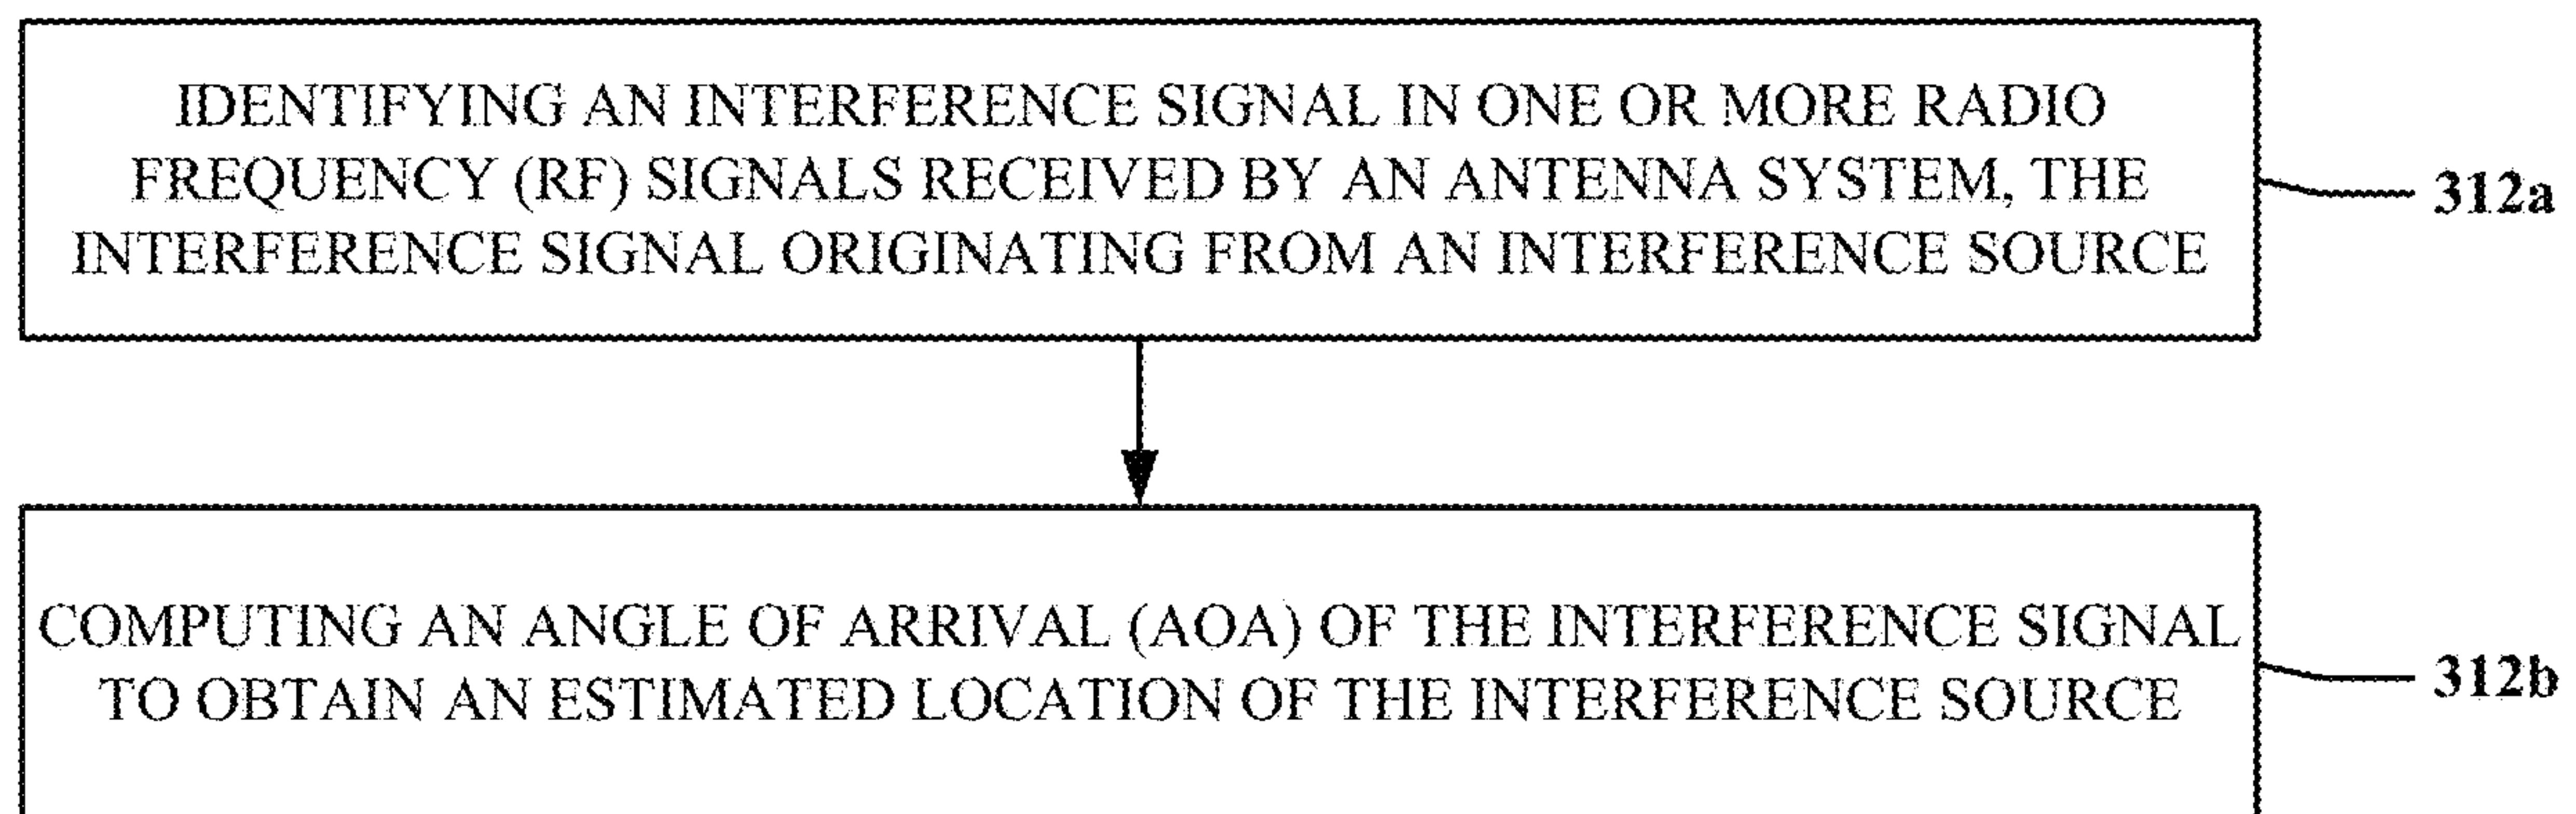 IDENTIFYING AN INTERFERENCE SIGNAL IN ONE OR MORE RADIO
FREQUENCY (RF) SIGNALS RECEIVED BY AN ANTENNA SYSTEM, THE
INTERFERENCE SIGNAL ORIGINATING FROM AN INTERFERENCE SOURCE
312a
COMPUTING AN ANGLE OF ARRIVAL (AOA) OF THE INTERFERENCE SIGNAL
TO OBTAIN AN ESTIMATED LOCATION OF THE INTERFERENCE SOURCE
312b